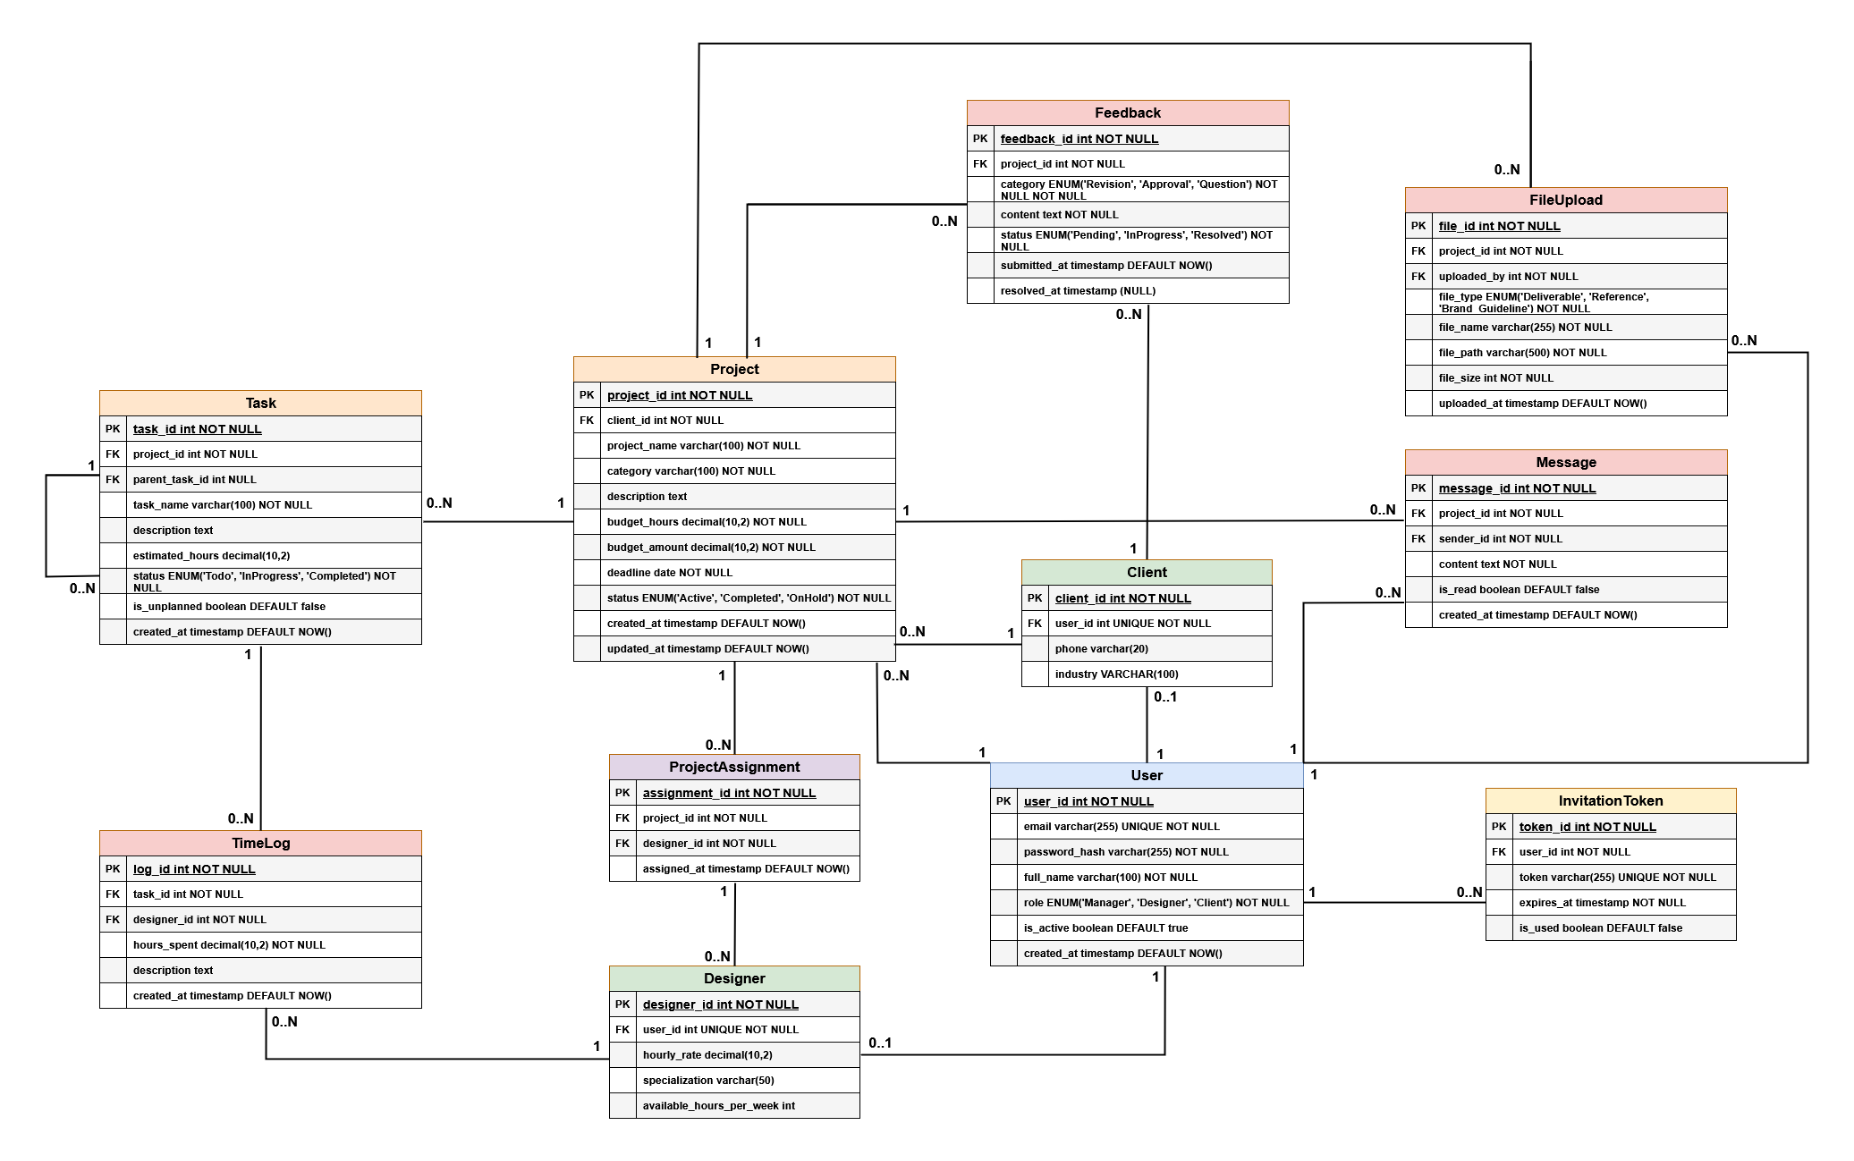 Feedback
PK feedback_id int NOT NULL
FK project_id int NOT NULL
category ENUM('Revision', 'Approval', 'Question') NOT
NULL NOT NULL
content text NOT NULL
status ENUM('Pending', 'InProgress', 'Resolved') NOT
NULL
submitted_at timestamp DEFAULT NOW()
resolved_at timestamp (NULL)
0..N
0..N
0..N
FileUpload
PK file_id int NOT NULL
FK project_id int NOT NULL
FK uploaded_by int NOT NULL
file_type ENUM('Deliverable', 'Reference',
'Brand_Guideline') NOT NULL
file_name varchar(255) NOT NULL
file_path varchar(500) NOT NULL
file_size int NOT NULL
uploaded_at timestamp DEFAULT NOW()
0..N
1
1
Project
PK project_id int NOT NULL
FK client_id int NOT NULL
project_name varchar(100) NOT NULL
category varchar(100) NOT NULL
description text
budget_hours decimal(10,2) NOT NULL
budget_amount decimal(10,2) NOT NULL
deadline date NOT NULL
status ENUM('Active', 'Completed', 'OnHold') NOT NULL
created_at timestamp DEFAULT NOW()
updated_at timestamp DEFAULT NOW()
Task
PK task_id int NOT NULL
FK project_id int NOT NULL
FK parent_task_id int NULL
task_name varchar(100) NOT NULL
description text
estimated_hours decimal(10,2)
status ENUM('Todo', 'InProgress', 'Completed') NOT
NULL
is_unplanned boolean DEFAULT false
created_at timestamp DEFAULT NOW()
1
0..N
0..N
1
1
0..N
Message
PK message_id int NOT NULL
FK project_id int NOT NULL
FK sender_id int NOT NULL
content text NOT NULL
is_read boolean DEFAULT false
created_at timestamp DEFAULT NOW()
0..N
1
Client
PK client_id int NOT NULL
FK user_id int UNIQUE NOT NULL
phone varchar(20)
industry VARCHAR(100)
0..N
1
0..N
0..1
1
1
0..N
1
1
1
1
1
0..N
ProjectAssignment
PK assignment_id int NOT NULL
FK project_id int NOT NULL
FK designer_id int NOT NULL
assigned_at timestamp DEFAULT NOW()
1
0..N
User
PK user_id int NOT NULL
email varchar(255) UNIQUE NOT NULL
password_hash varchar(255) NOT NULL
full_name varchar(100) NOT NULL
role ENUM('Manager', 'Designer', 'Client') NOT NULL
is_active boolean DEFAULT true
created_at timestamp DEFAULT NOW()
1
1
0..N
InvitationToken
PK token_id int NOT NULL
FK user_id int NOT NULL
token varchar(255) UNIQUE NOT NULL
expires_at timestamp NOT NULL
is_used boolean DEFAULT false
TimeLog
PK log_id int NOT NULL
FK task_id int NOT NULL
FK designer_id int NOT NULL
hours_spent decimal(10,2) NOT NULL
description text
created_at timestamp DEFAULT NOW()
0..N
1
Designer
PK designer_id int NOT NULL
FK user_id int UNIQUE NOT NULL
hourly_rate decimal(10,2)
specialization varchar(50)
available_hours_per_week int
0..1